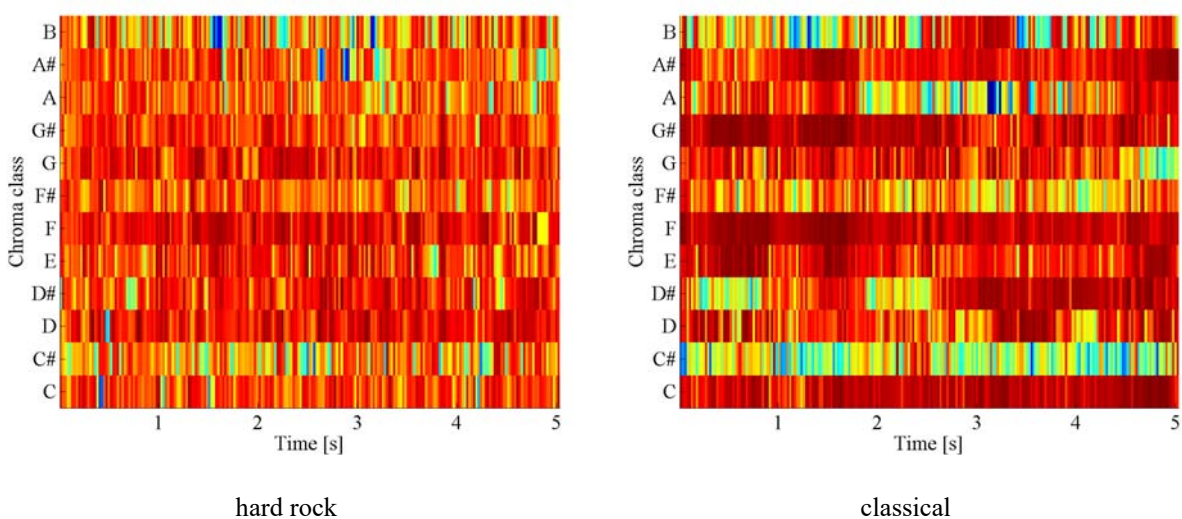 B
A#
A
G#
G
F#
F
E
D#
D
C#
C
Chroma class
1 2 3 4 5
Time [s]
hard rock
B
A#
A
G#
G
F#
F
E
D#
D
C#
C
Chroma class
1 2 3 4 5
Time [s]
classical